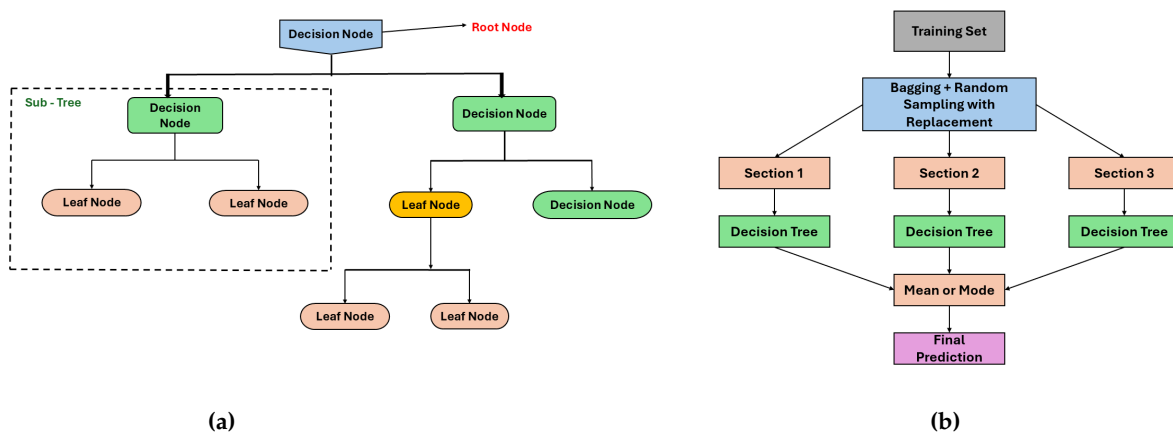 Decision Node
Root Node
Sub - Tree
Decision
Node
Decision Node
Leaf Node
Leaf Node
Leaf Node
Decision Node
Leaf Node
Leaf Node
(a)
Training Set
Bagging + Random
Sampling with
Replacement
Section 1
Section 2
Section 3
Decision Tree
Decision Tree
Decision Tree
Mean or Mode
Final
Prediction
(b)